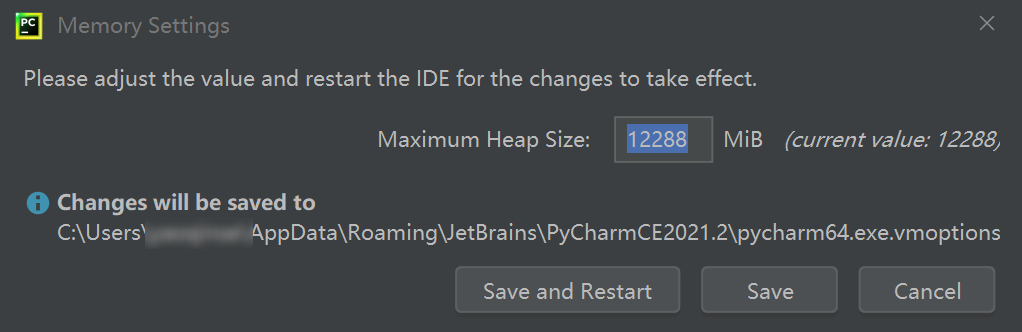 PC
Memory Settings
Please adjust the value and restart the IDE for the changes to take effect.
Maximum Heap Size: 12288 MiB (current value: 12288)
Changes will be saved to
C:\Users\ \AppData\Roaming\JetBrains\PyCharmCE2021.2\pycharm64.exe.vmoptions
Save and Restart Save Cancel